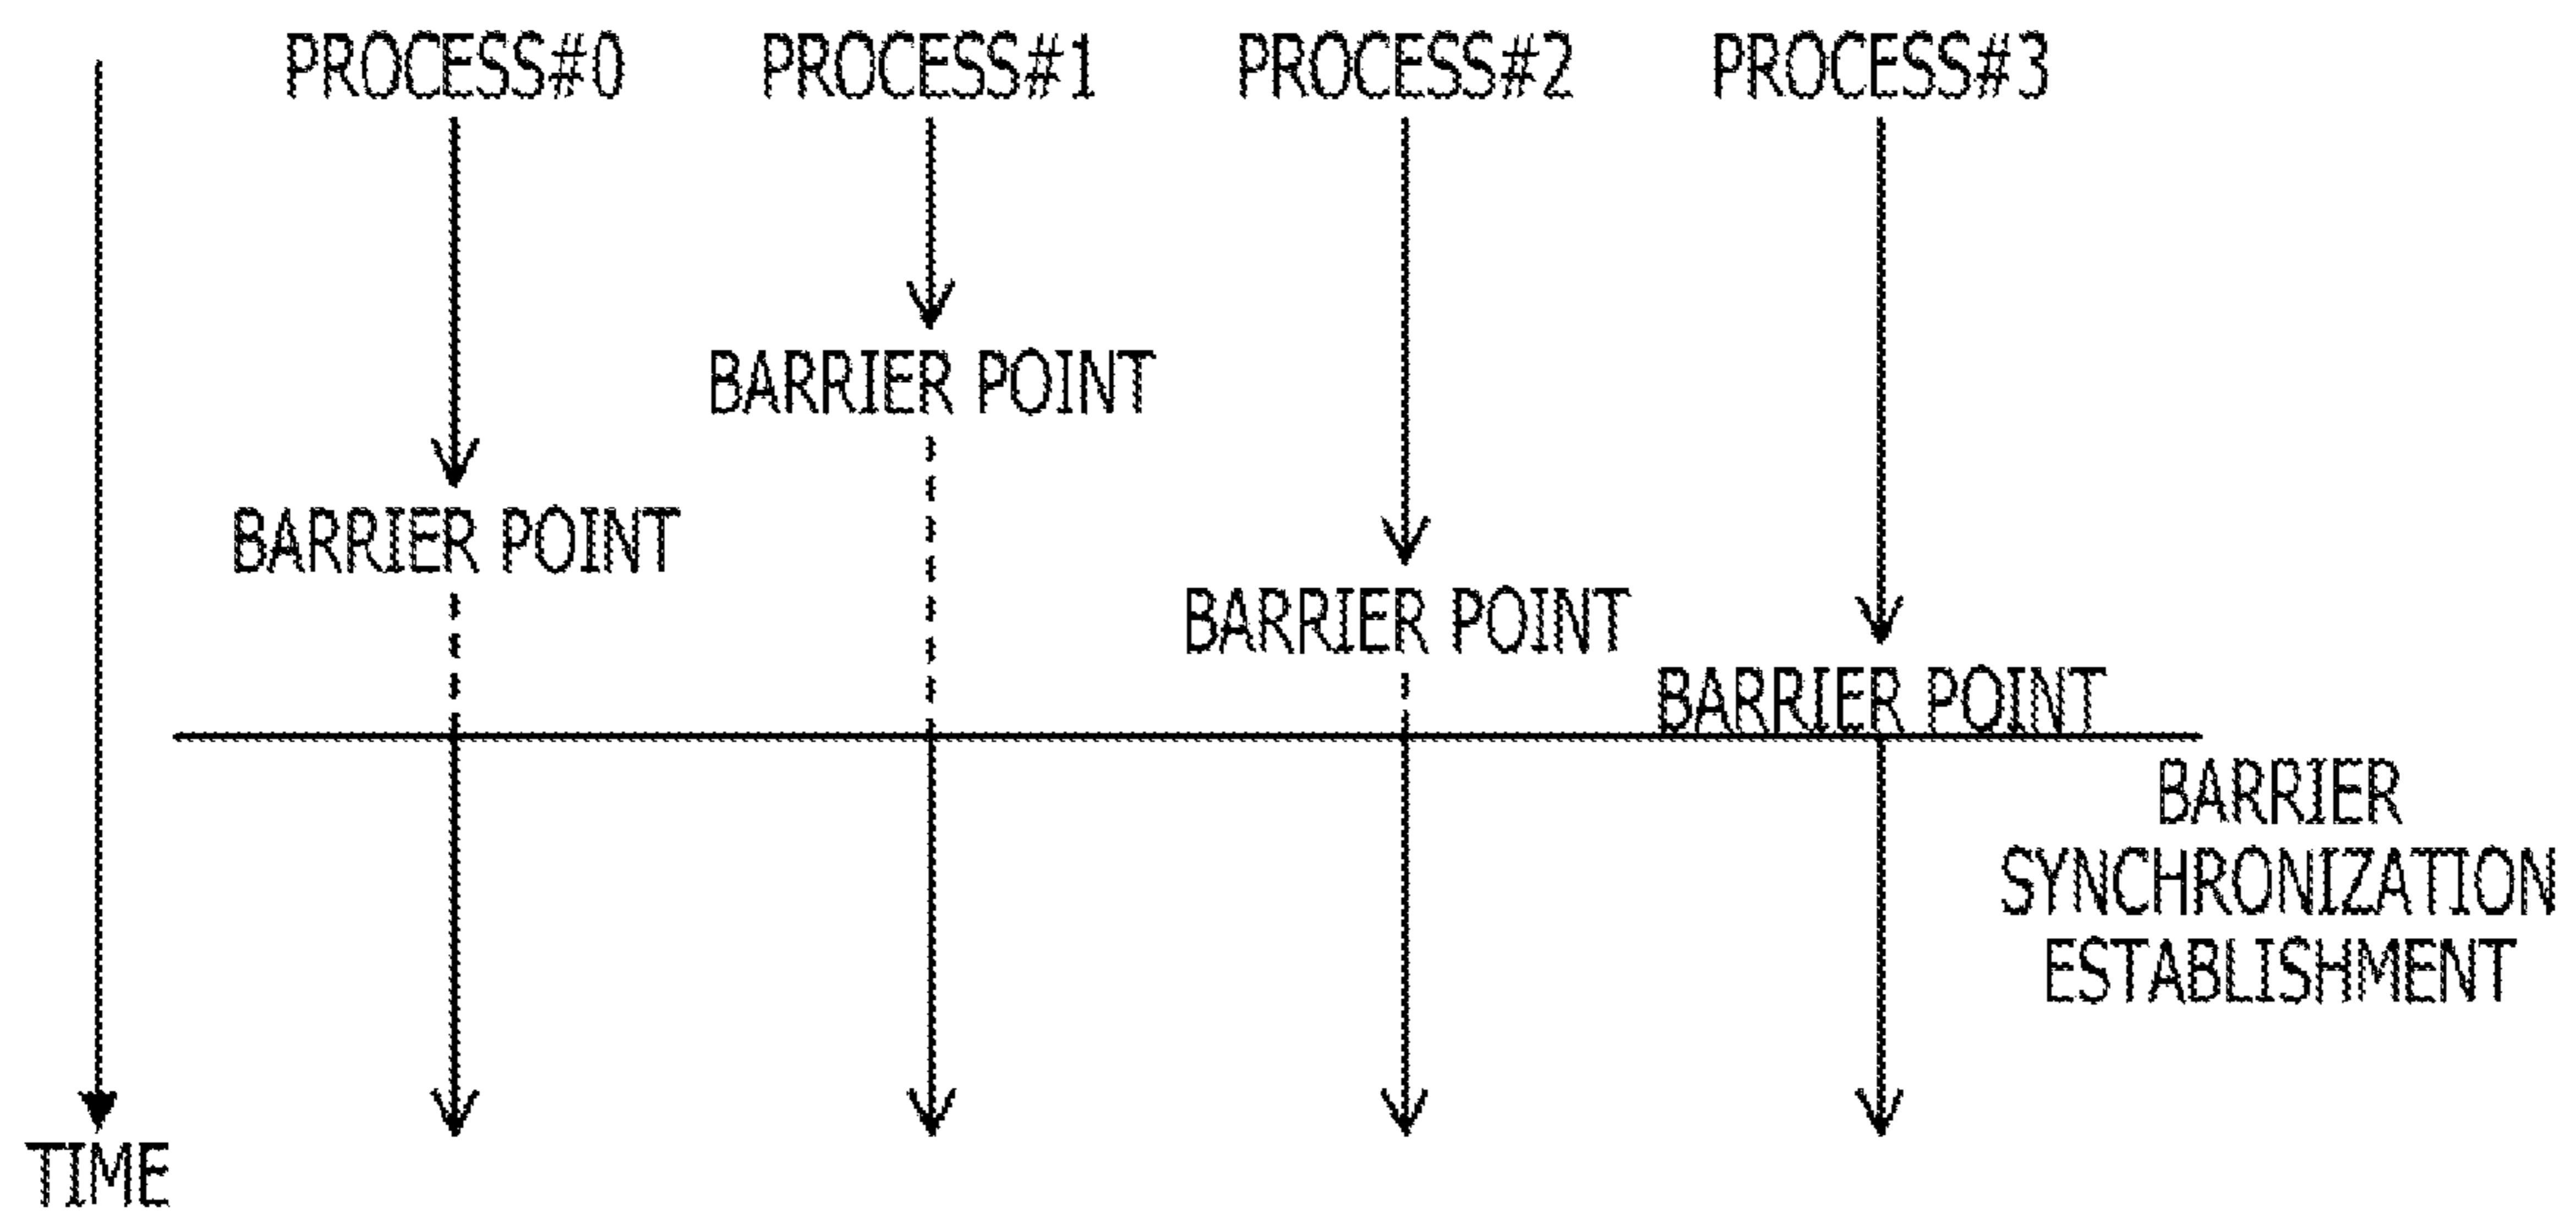 PROCESS#0 PROCESS#1 PROCESS#2 PROCESS#3
BARRIER POINT
BARRIER POINT
BARRIER POINT
BARRIER POINT
BARRIER
SYNCHRONIZATION
ESTABLISHMENT
TIME